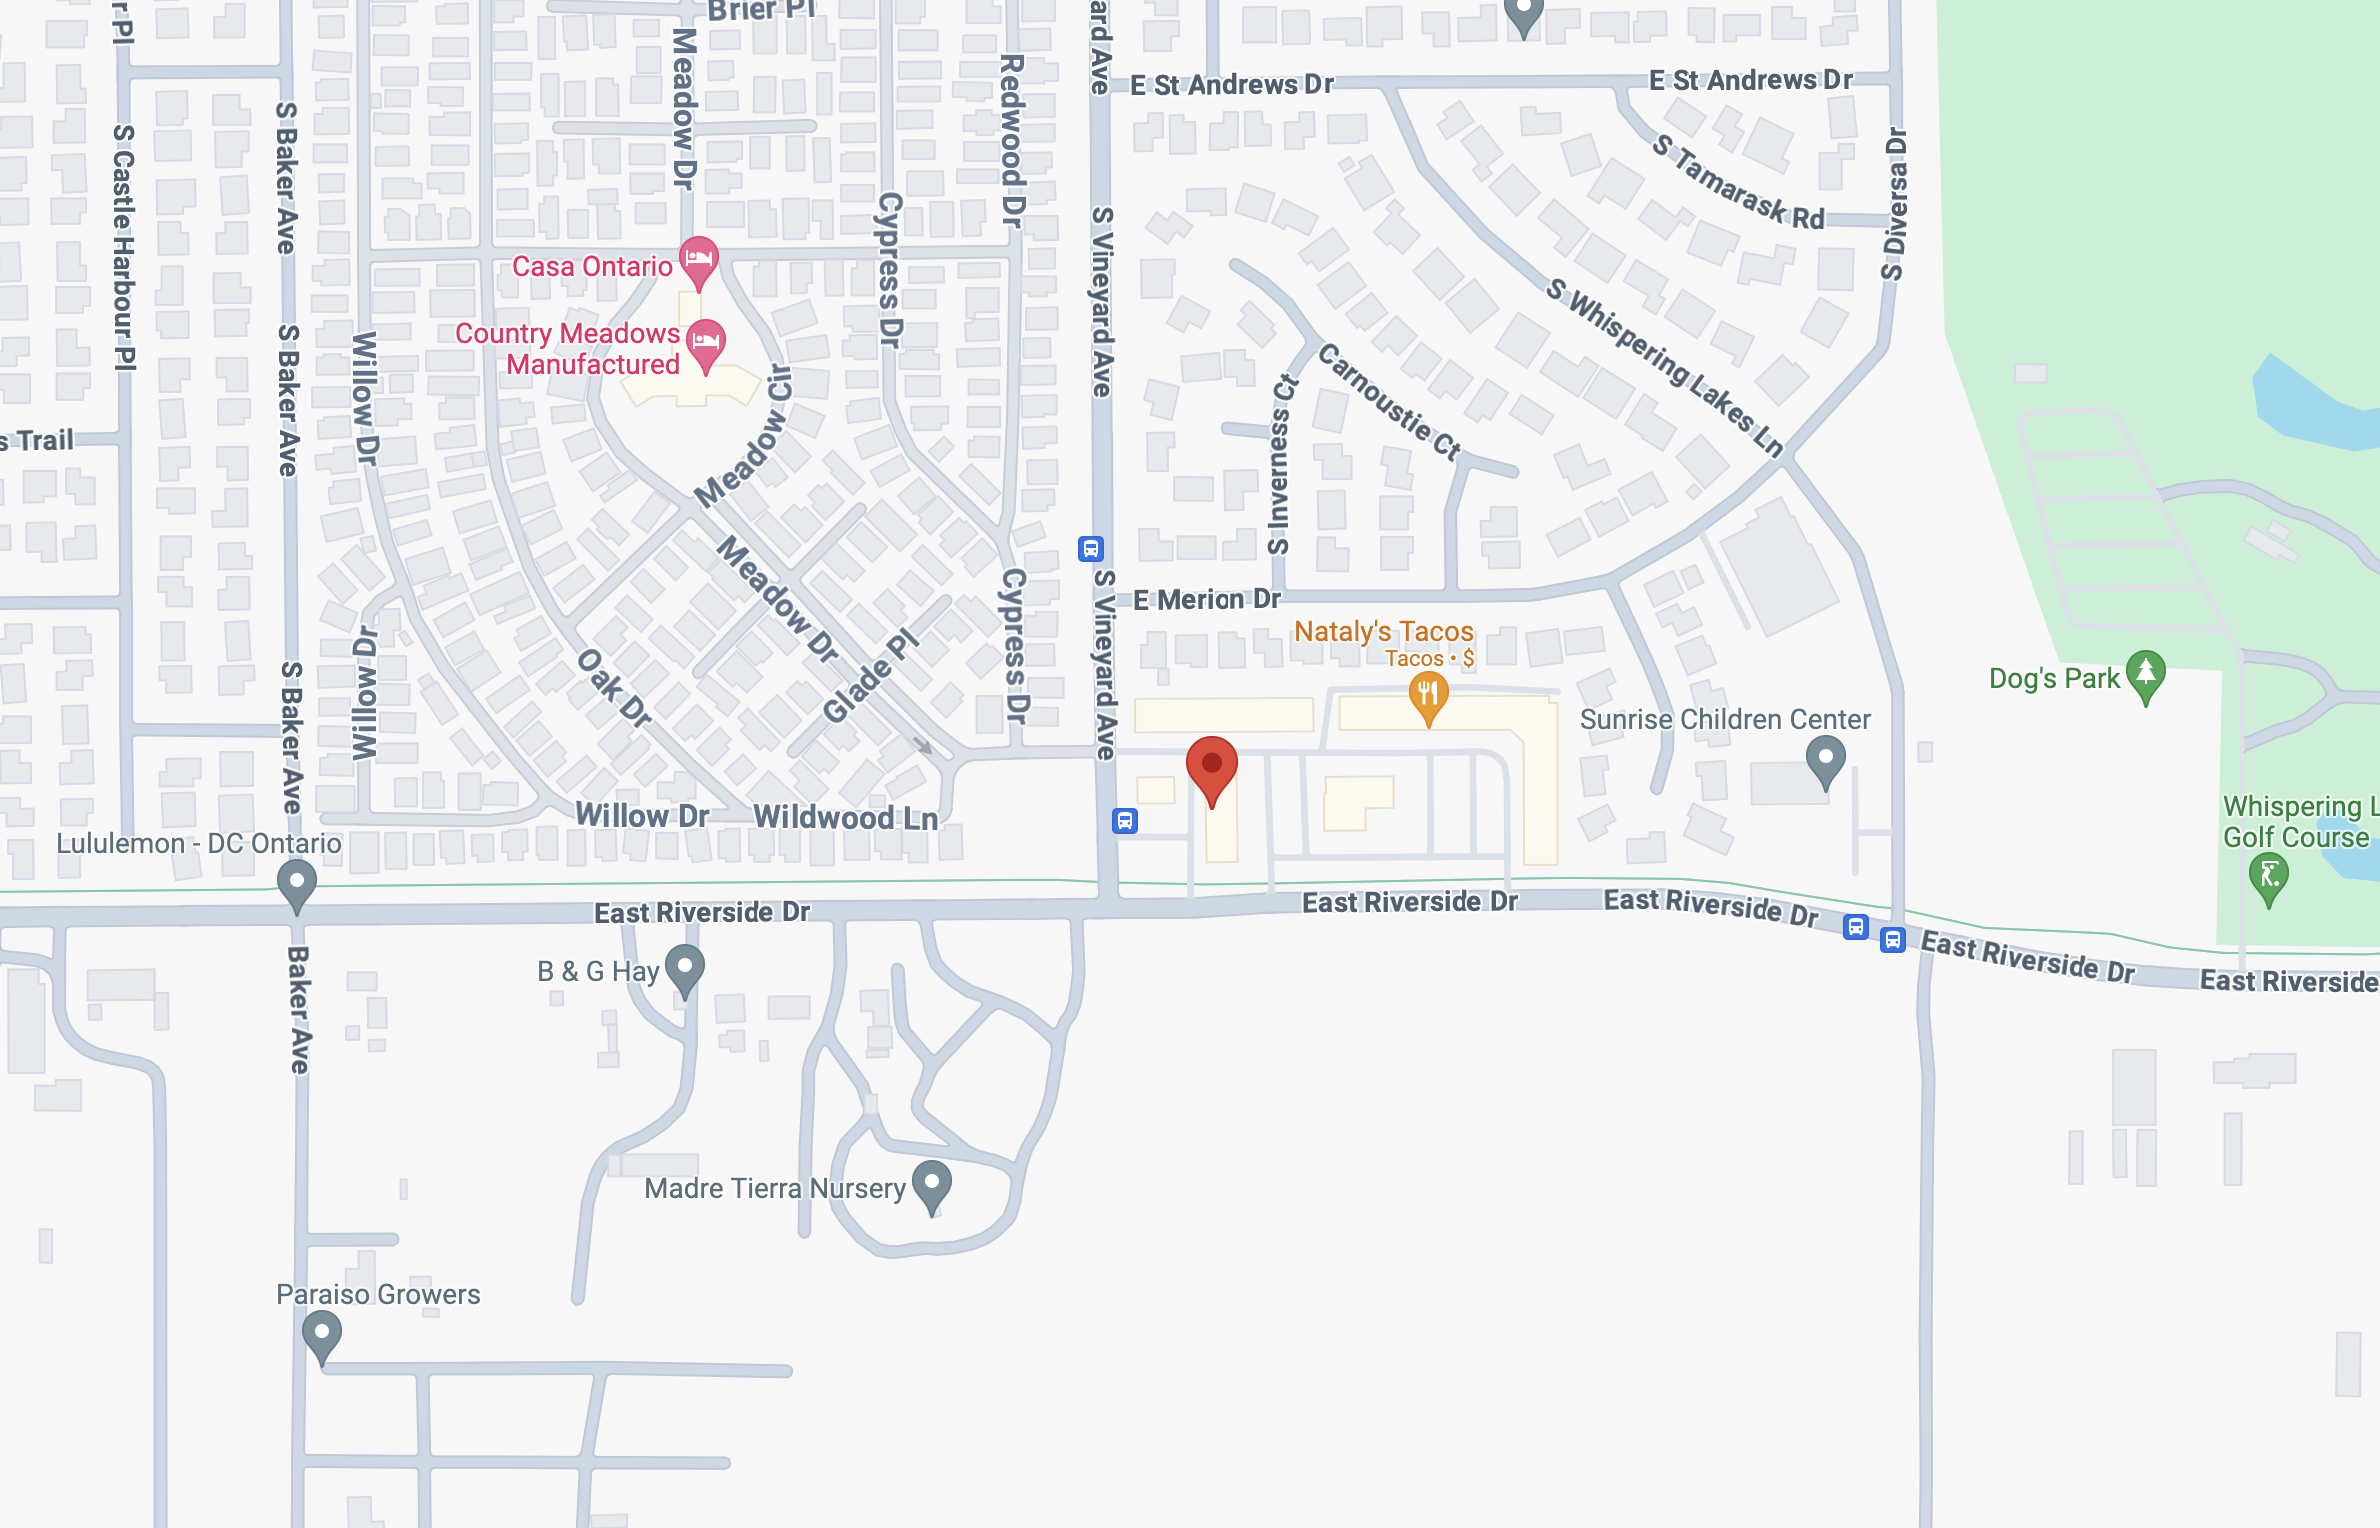 r Pl
Brier Pl
Meadow Dr
Redwood Dr
ard Ave
E St Andrews Dr
E St Andrews Dr
S Castle Harbour Pl
S Baker Ave
S Tamarask Rd
S Diversa Dr
Cypress Dr
S Vineyard Ave
Casa Ontario
Country Meadows
Manufactured
S Whispering Lakes Ln
Willow Dr
S Baker Ave
Meadow Cir
Carnoustie Ct
S Inverness Ct
s Trail
Meadow Dr
Cypress Dr
S Vineyard Ave
E Merion Dr
Nataly's Tacos
Tacos • $
Oak Dr
Glade Pl
Willow Dr
S Baker Ave
Dog's Park
Sunrise Children Center
Willow Dr
Wildwood Ln
Whispering L
Golf Course
Lululemon - DC Ontario
East Riverside Dr
East Riverside Dr
East Riverside Dr
East Riverside Dr
East Riverside
B & G Hay
Baker Ave
Madre Tierra Nursery
Paraiso Growers